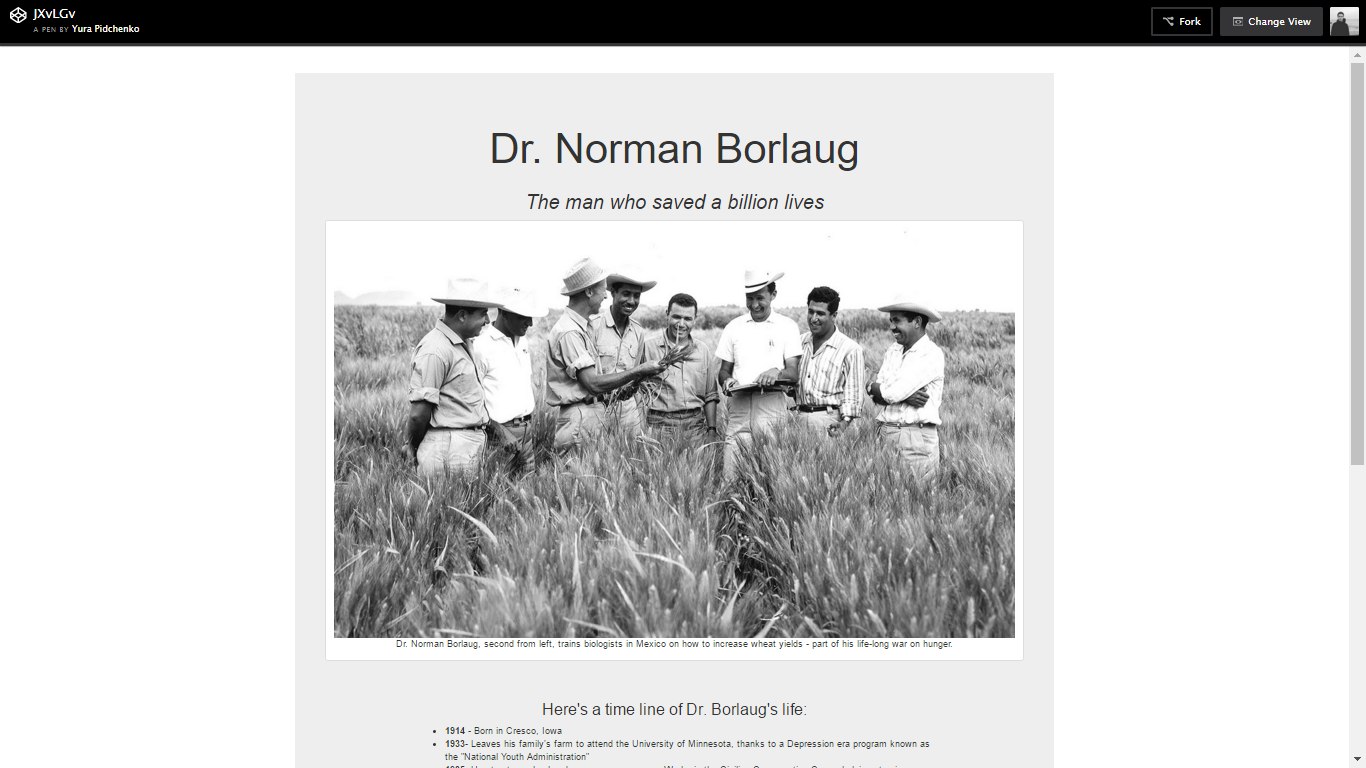 JXvLGv
A PEN BY Yura Pidchenko
Fork
Change View
Dr. Norman Borlaug
The man who saved a billion lives
Dr. Norman Borlaug, second from left, trains biologists in Mexico on how to increase wheat yields - part of his life-long war on hunger.
Here's a time line of Dr. Borlaug's life:
• 1914 - Born in Cresco, Iowa
• 1933- Leaves his family's farm to attend the University of Minnesota, thanks to a Depression era program known as
the "National Youth Administration"